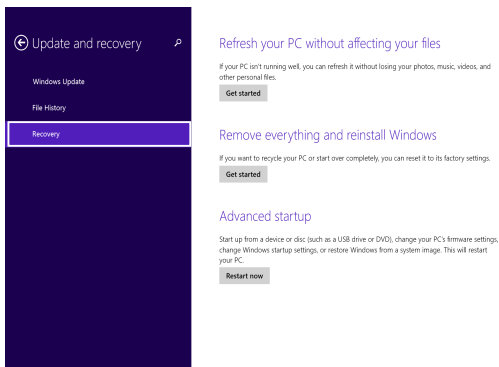 Update and recovery
Windows Update
File History
Recovery
Refresh your PC without affecting your files
If your PC isn't running well, you can refresh it without losing your photos, music, videos, and
other personal files.
Get started
Remove everything and reinstall Windows
If you want to recycle your PC or start over completely, you can reset it to its factory settings.
Get started
Advanced startup
Start up from a device or disc (such as a USB drive or DVD), change your PC's firmware settings,
change Windows startup settings, or restore Windows from a system image. This will restart
your PC.
Restart now